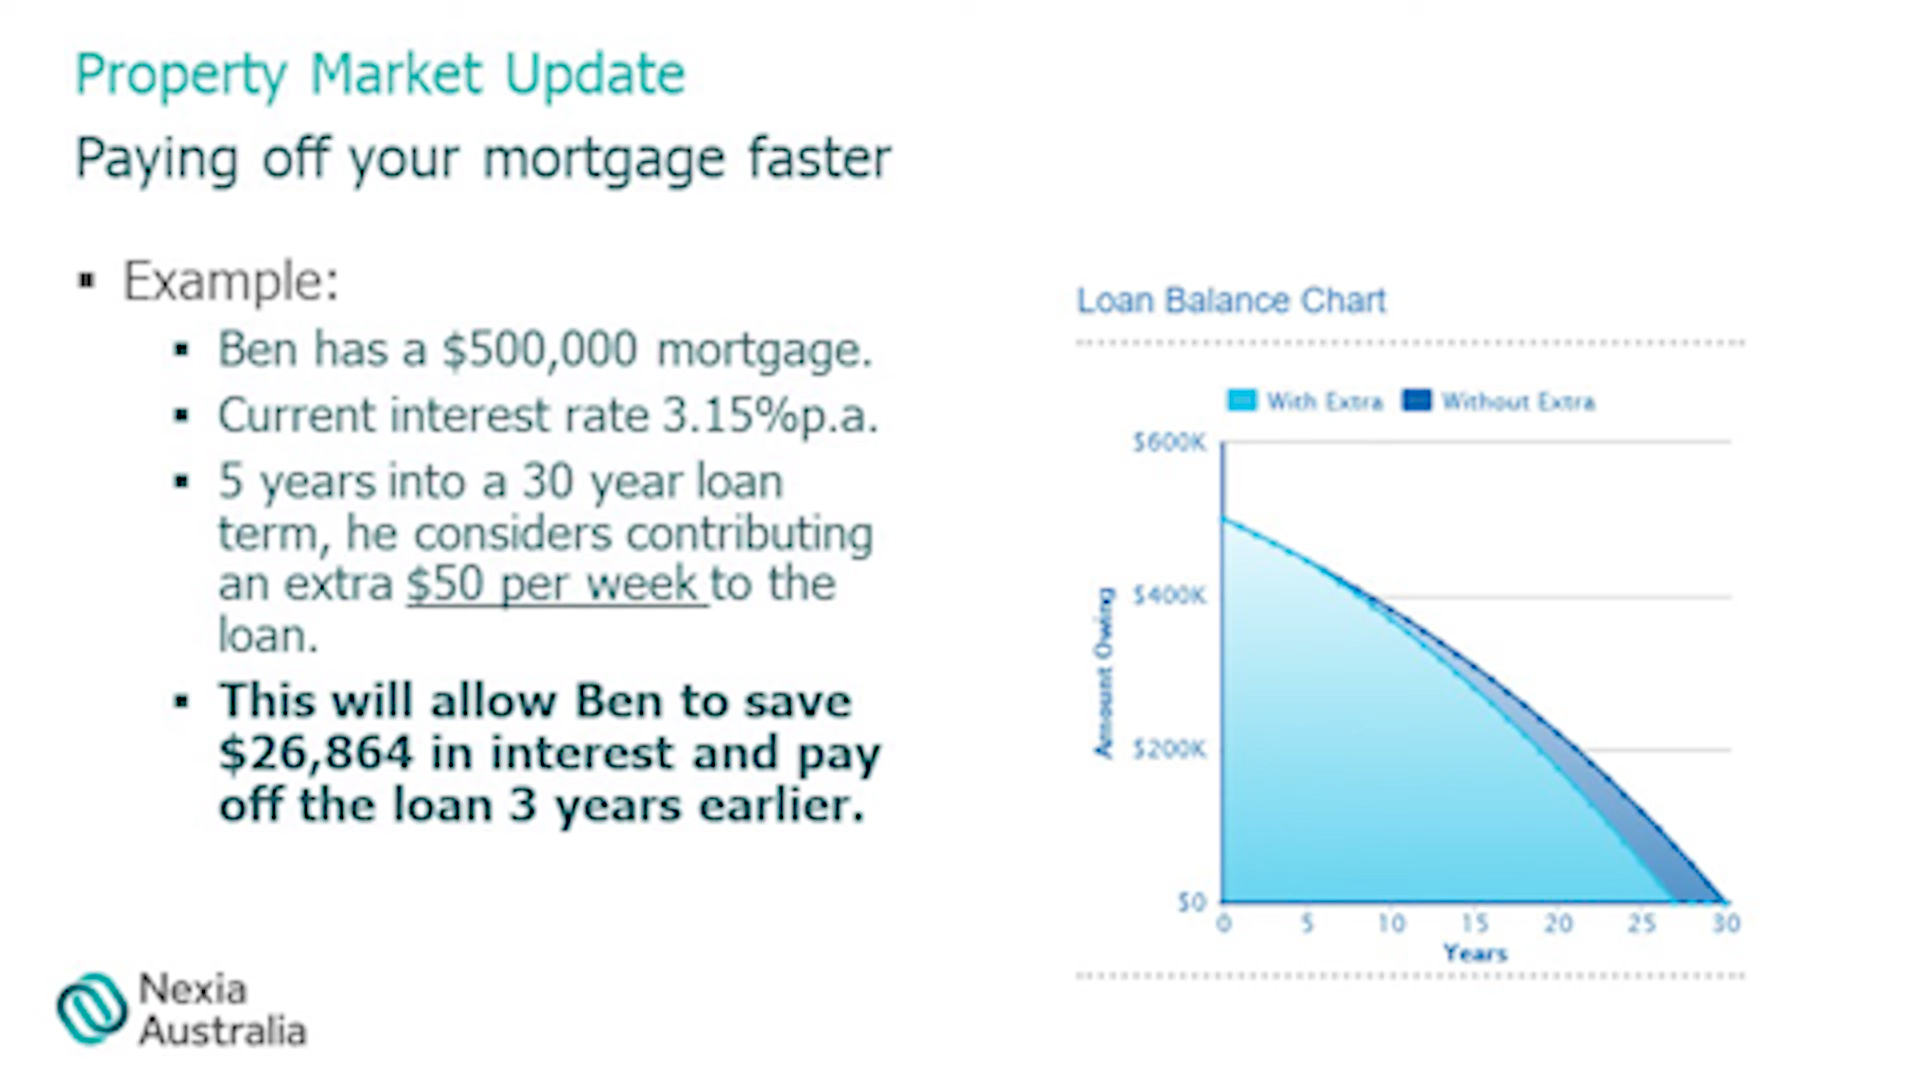 Property Market Update
Paying off your mortgage faster
▪ Example:
▪ Ben has a $500,000 mortgage.
▪ Current interest rate 3.15%p.a.
▪ 5 years into a 30 year loan
term, he considers contributing
an extra $50 per week to the
loan.
▪ This will allow Ben to save
$26,864 in interest and pay
off the loan 3 years earlier.
Loan Balance Chart
With Extra Without Extra
$600K
$400K
$200K
$0
Amount Owing
0 5 10 15 20 25 30
Years
Nexia
Australia